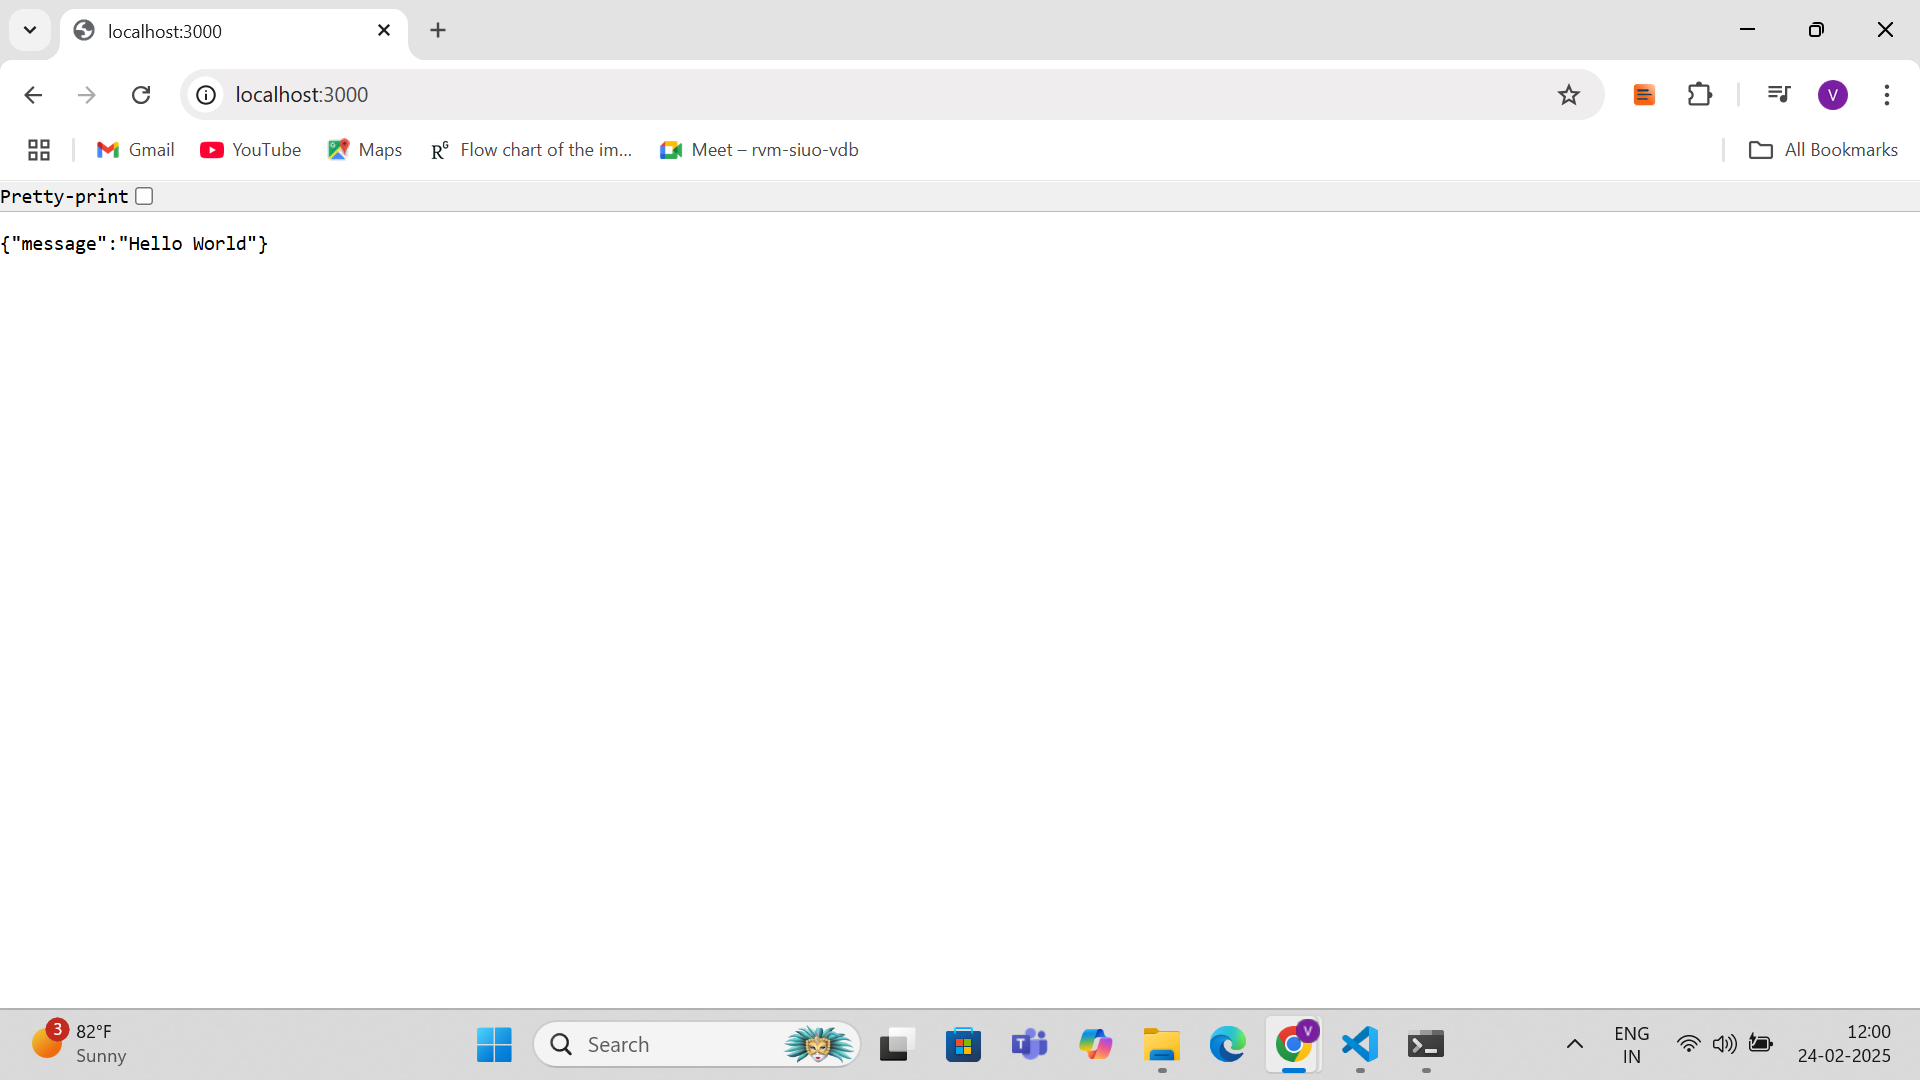 localhost:3000
localhost:3000
V
Gmail
YouTube
Maps
RG
Flow chart of the im...
Meet – rvm-siuo-vdb
All Bookmarks
Pretty-print
{"message":"Hello World"}
3
82°F
Sunny
Search
T
V
ENG
IN
12:00
24-02-2025